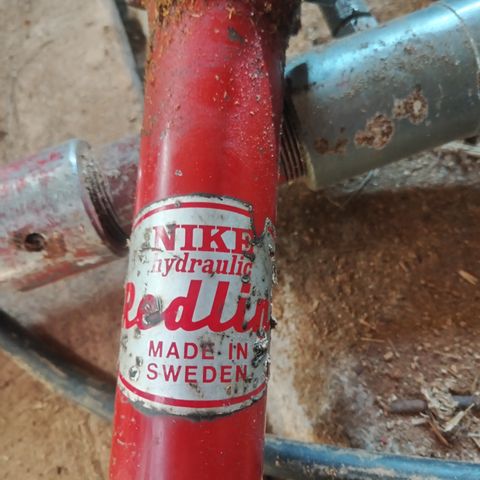 NIKE
hydraulic
Redlin
MADE IN
SWEDEN